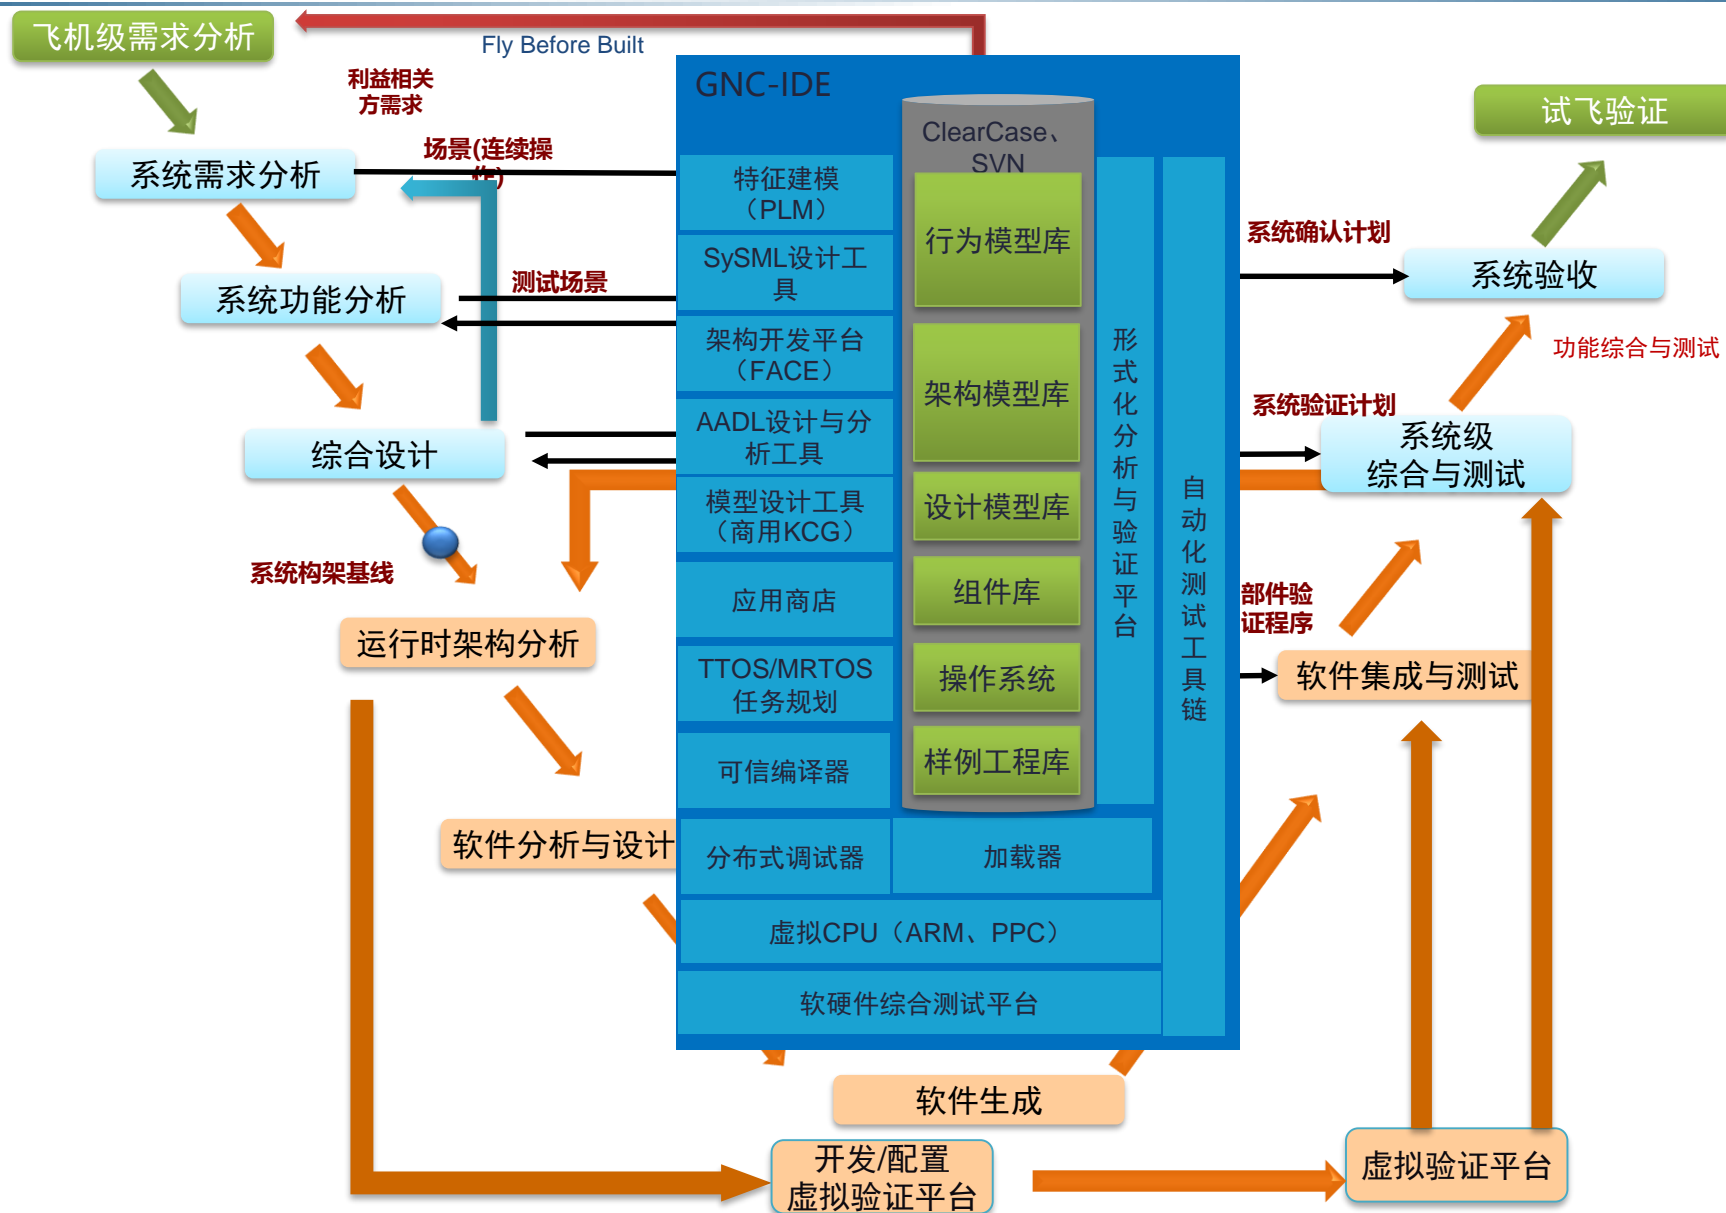 飞机级需求分析
Fly Before Built
利益相关
方需求
场景(连续操
作)
系统需求分析
测试场景
系统功能分析
综合设计
系统构架基线
运行时架构分析
软件分析与设计
GNC-IDE
特征建模
（PLM）
SySML设计工
具
架构开发平台
（FACE）
AADL设计与分
析工具
模型设计工具
（商用KCG）
应用商店
TTOS/MRTOS
任务规划
可信编译器
分布式调试器
加载器
虚拟CPU（ARM、PPC）
软硬件综合测试平台
ClearCase、
SVN
行为模型库
架构模型库
设计模型库
组件库
操作系统
样例工程库
形式化分析与验证平台
自动化测试工具链
试飞验证
系统确认计划
系统验收
功能综合与测试
系统验证计划
系统级
综合与测试
部件验
证程序
软件集成与测试
软件生成
开发/配置
虚拟验证平台
虚拟验证平台